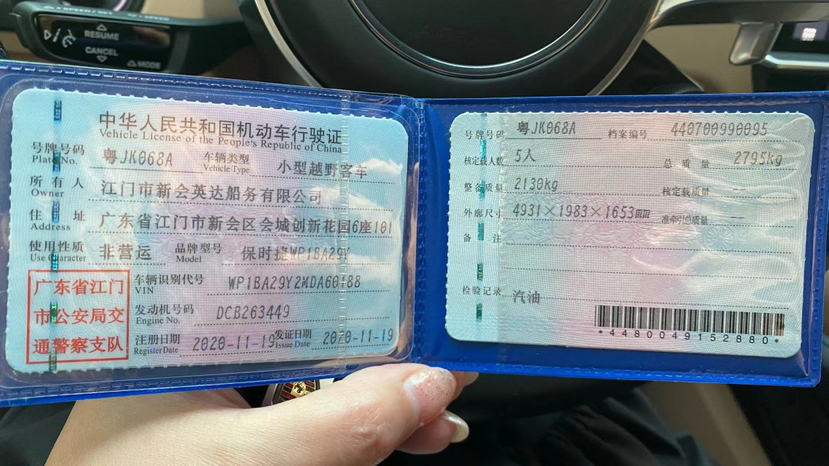 RESUME
CANCEL
MODE
中华人民共和国机动车行驶证
Vehicle License of the People's Republic of China
号牌号码 粤JK068A 车辆类型 小型越野客车
Plate No. Vehicle Type
所有人 江门市新会英达船务有限公司
Owner
住址 广东省江门市新会区会城创新花园6座101
Address
使用性质 非营运 品牌型号 保时捷WP1BA29Y
Use Character Model
广东省江门
市公安局交
通警察支队
车辆识别代号 WP1BA29Y2MDA60188
VIN
发动机号码 DCB263449
Engine No.
注册日期 2020-11-19 发证日期 2020-11-19
Register Date Issue Date
号牌号码 粤JK068A 档案编号 440700990095
核定载人数 5人 总质量 2795kg
整备质量 2130kg 核定载质量
外廓尺寸 4931×1983×1653mm 准牵引总质量 —
备注
检验记录 汽油
*4480049152880*